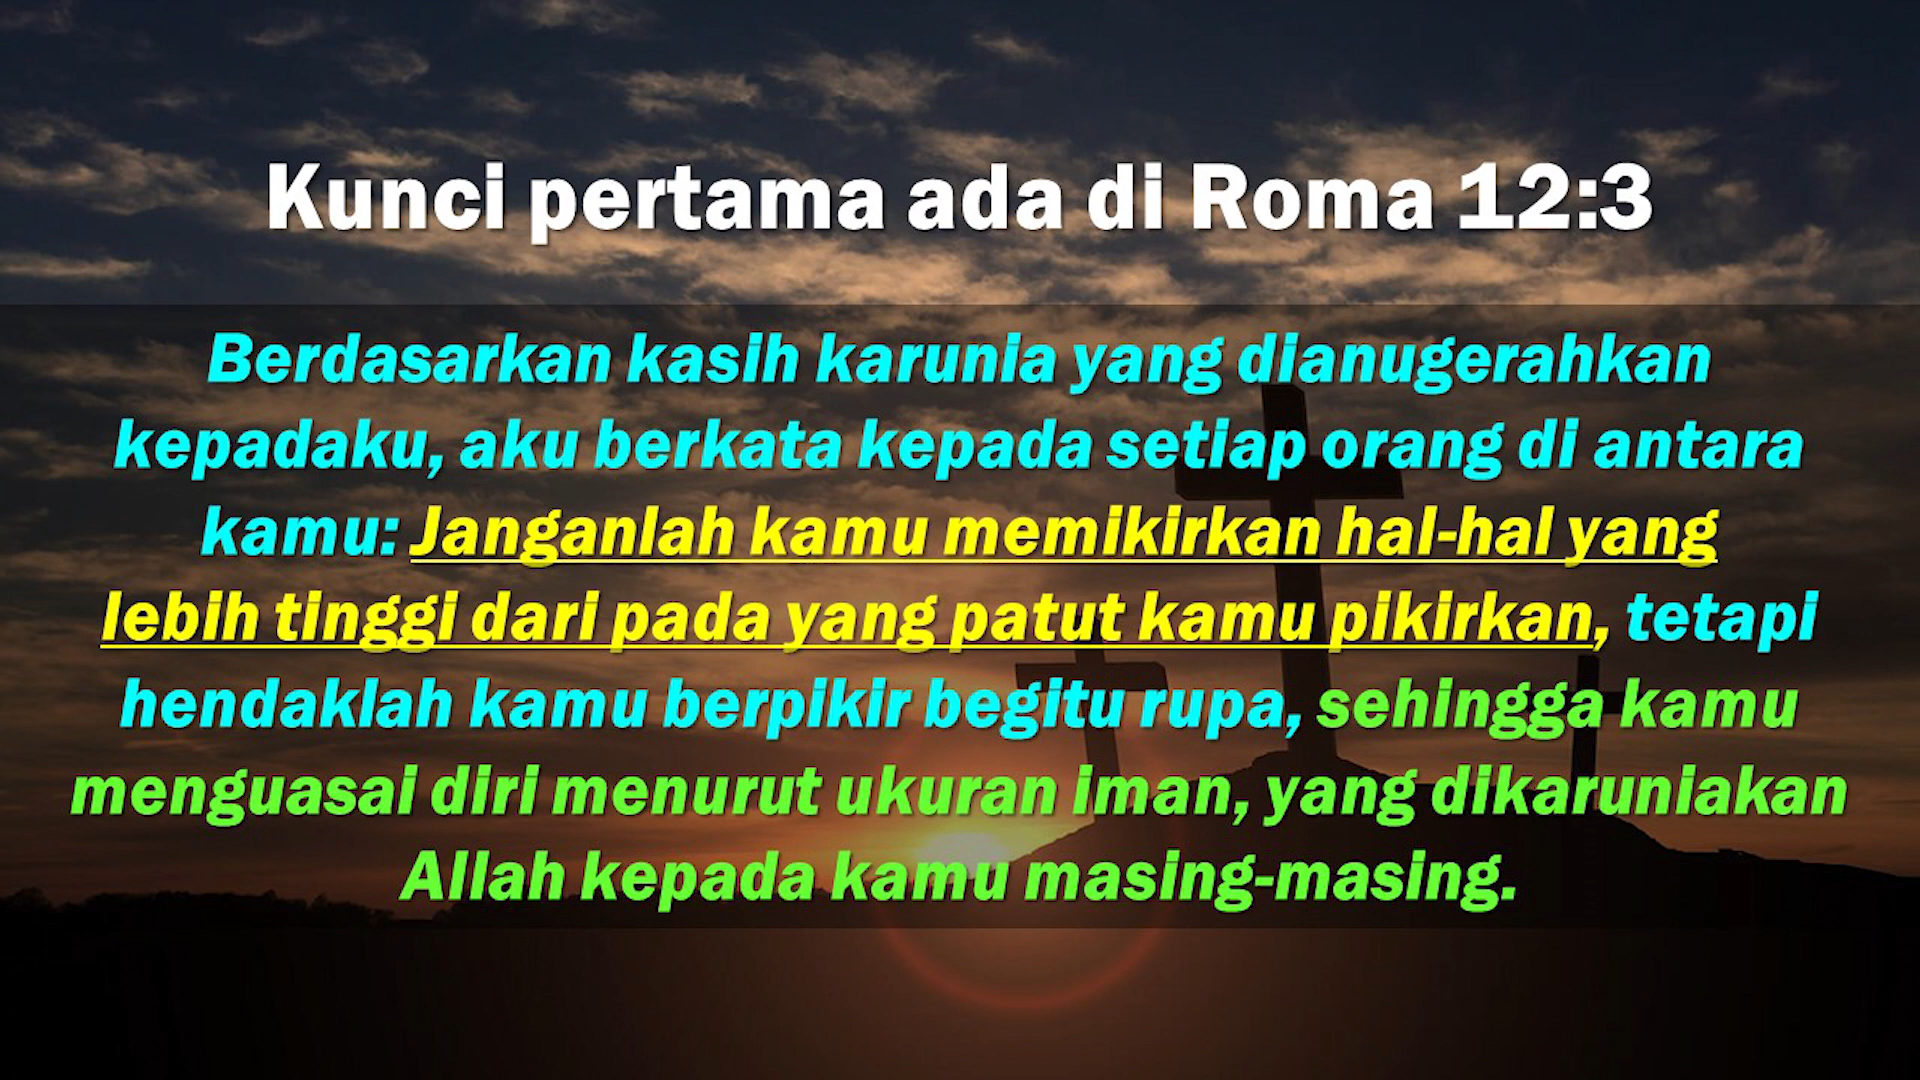 Kunci pertama ada di Roma 12:3
Berdasarkan kasih karunia yang dianugerahkan
kepadaku, aku berkata kepada setiap orang di antara
kamu: Janganlah kamu memikirkan hal-hal yang
lebih tinggi dari pada yang patut kamu pikirkan, tetapi
hendaklah kamu berpikir begitu rupa, sehingga kamu
menguasai diri menurut ukuran iman, yang dikaruniakan
Allah kepada kamu masing-masing.